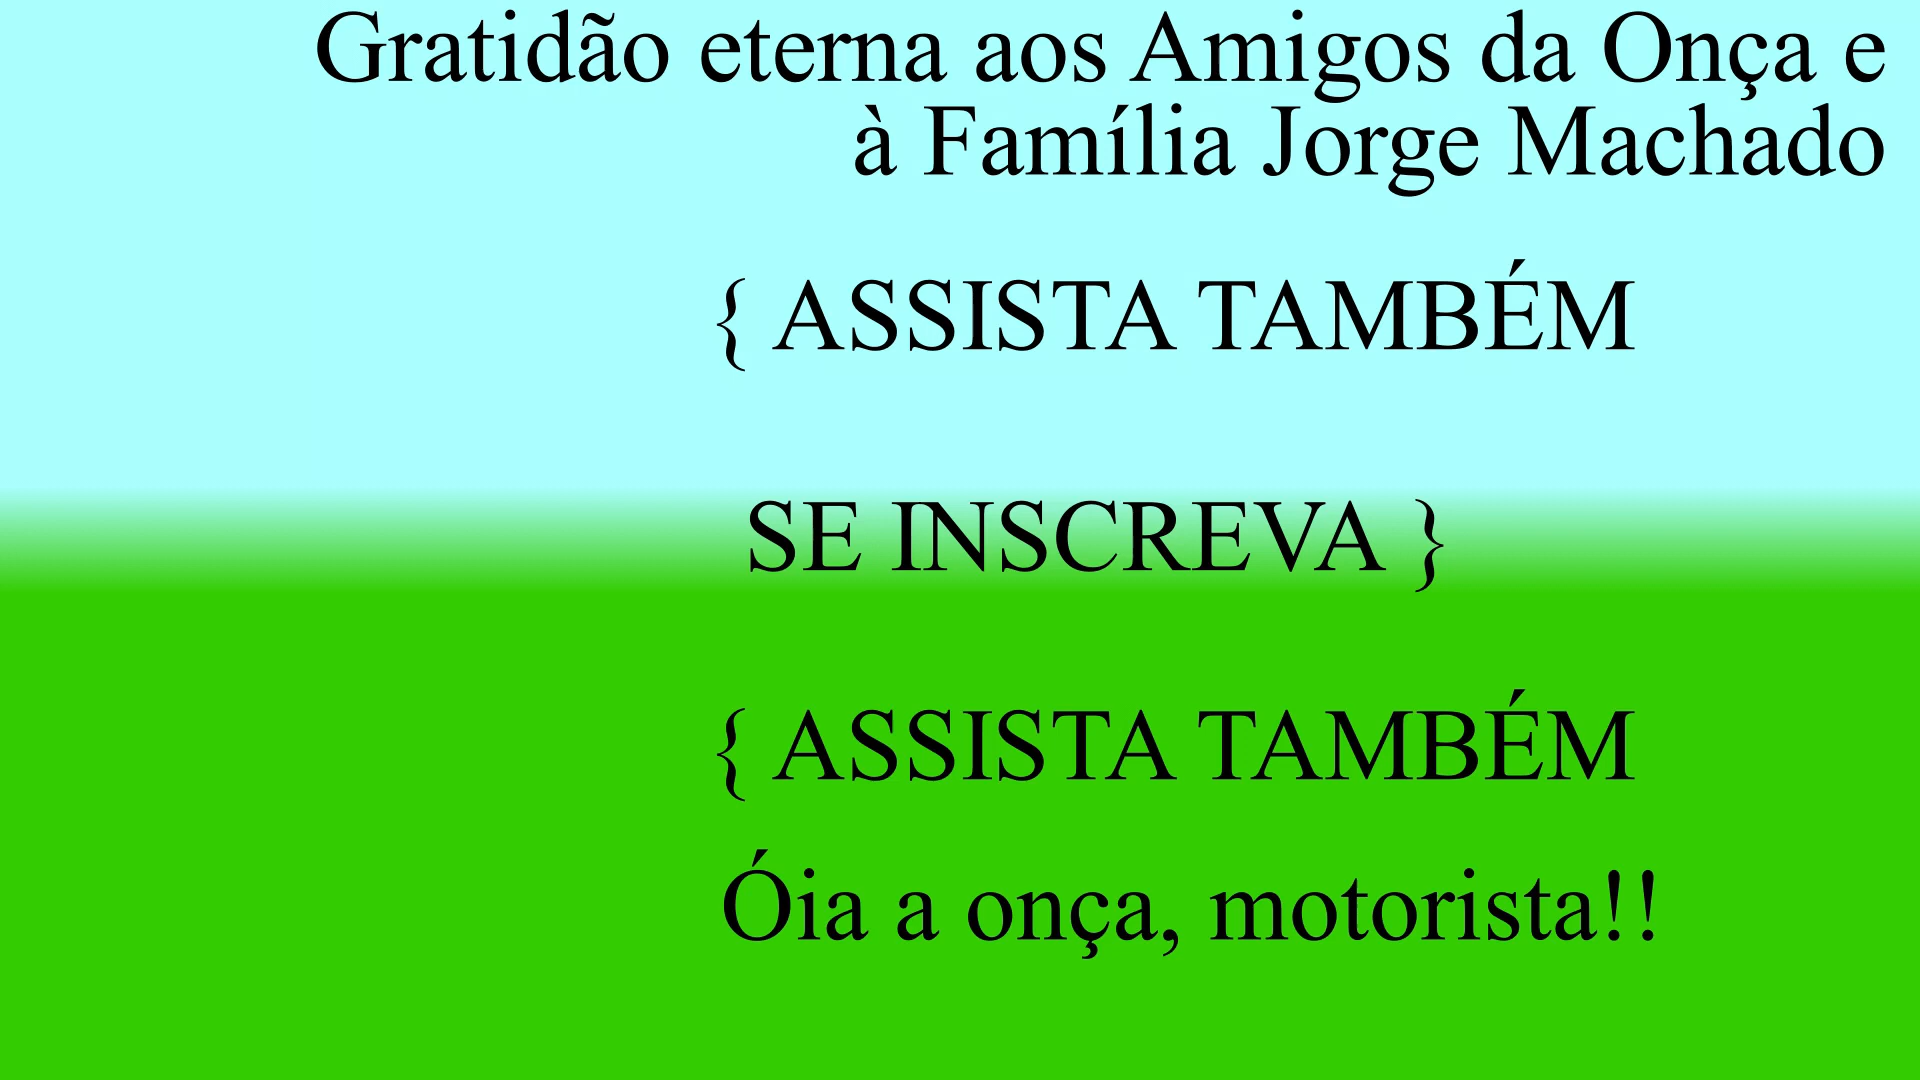 Gratidão eterna aos Amigos da Onça e
à Família Jorge Machado
{ ASSISTA TAMBÉM
SE INSCREVA }
{ ASSISTA TAMBÉM
Óia a onça, motorista!!